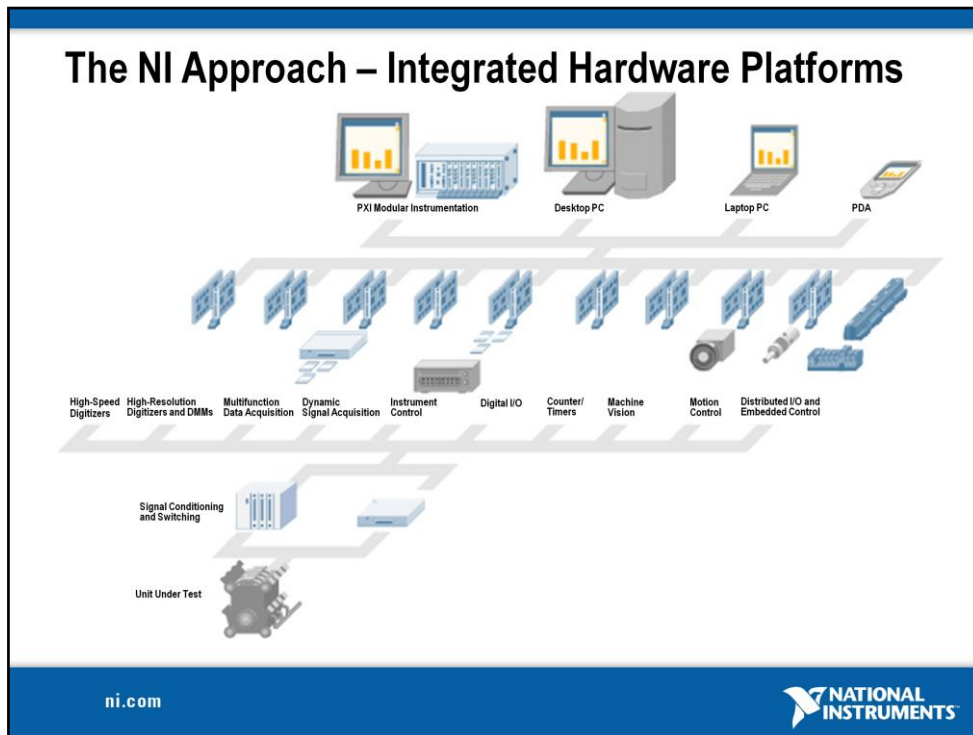 The NI Approach – Integrated Hardware Platforms
PXI Modular Instrumentation
Desktop PC
Laptop PC
PDA
High-Speed
Digitizers
High-Resolution
Digitizers and DMMs
Multifunction
Data Acquisition
Dynamic
Signal Acquisition
Instrument
Control
Digital I/O
Counter/
Timers
Machine
Vision
Motion
Control
Distributed I/O and
Embedded Control
Signal Conditioning
and Switching
Unit Under Test
ni.com
NATIONAL
INSTRUMENTS™